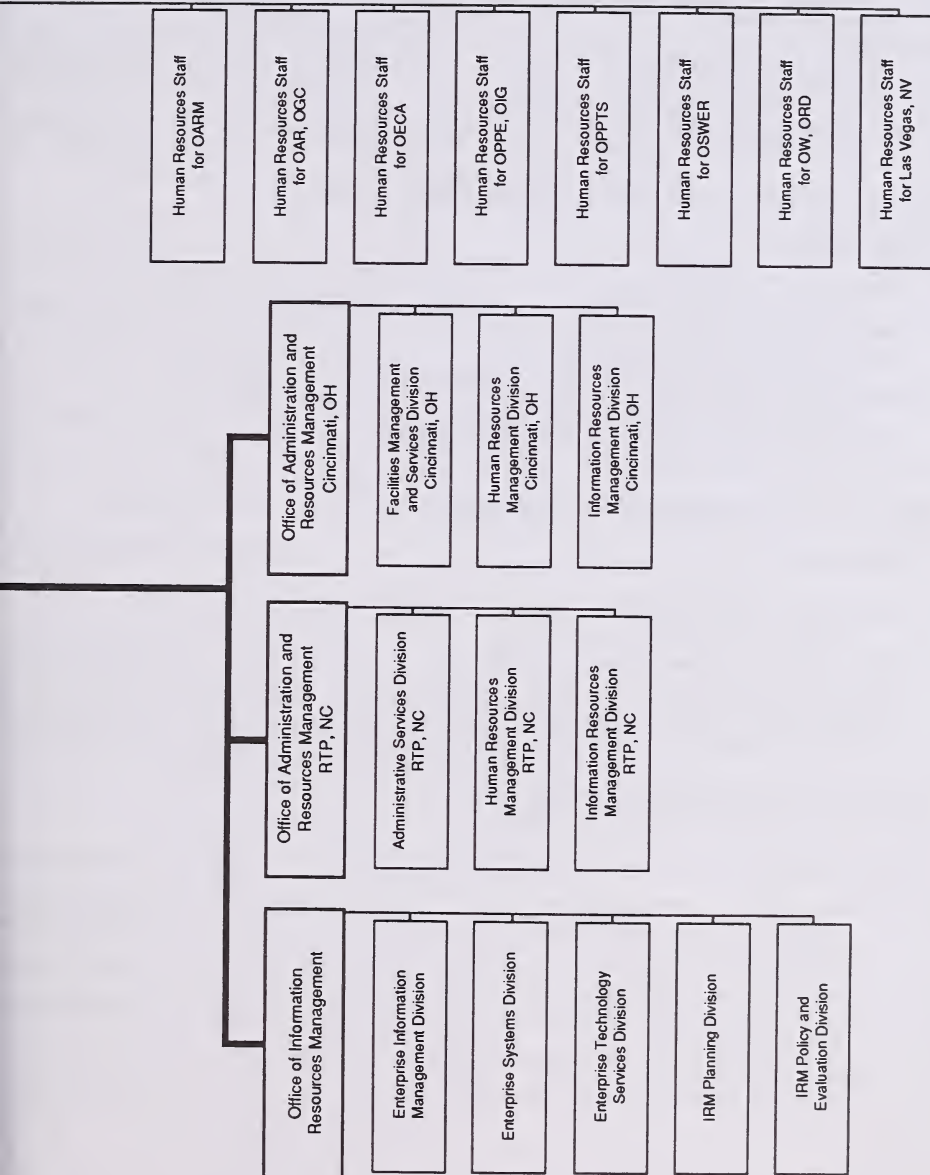 Human Resources Staff
for OARM
Human Resources Staff
for OAR, OGC
Human Resources Staff
for OECA
Human Resources Staff
for OPPE, OIG
Human Resources Staff
for OPPTS
Human Resources Staff
for OSWER
Human Resources Staff
for OW, ORD
Human Resources Staff
for Las Vegas, NV
Office of Administration and
Resources Management
Cincinnati, OH
Facilities Management
and Services Division
Cincinnati, OH
Human Resources
Management Division
Cincinnati, OH
Information Resources
Management Division
Cincinnati, OH
Office of Administration and
Resources Management
RTP, NC
Administrative Services Division
RTP, NC
Human Resources
Management Division
RTP, NC
Information Resources
Management Division
RTP, NC
Office of Information
Resources Management
Enterprise Information
Management Division
Enterprise Systems Division
Enterprise Technology
Services Division
IRM Planning Division
IRM Policy and
Evaluation Division